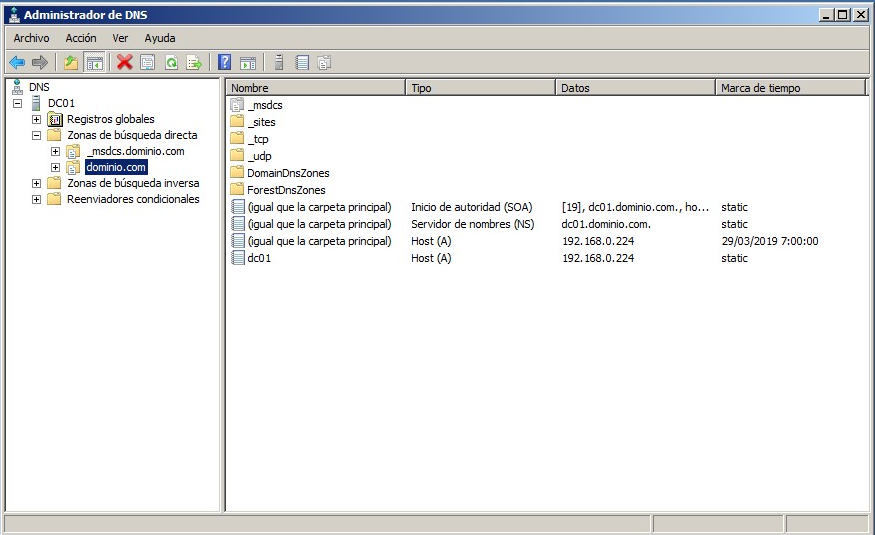 Administrador de DNS
Archivo Acción Ver Ayuda
DNS
DC01
Registros globales
Zonas de búsqueda directa
_msdcs.dominio.com
dominio.com
Zonas de búsqueda inversa
Reenviadores condicionales
Nombre Tipo Datos Marca de tiempo
_msdcs
_sites
_tcp
_udp
DomainDnsZones
ForestDnsZones
(igual que la carpeta principal) Inicio de autoridad (SOA) [19], dc01.dominio.com., ho... static
(igual que la carpeta principal) Servidor de nombres (NS) dc01.dominio.com. static
(igual que la carpeta principal) Host (A) 192.168.0.224 29/03/2019 7:00:00
dc01 Host (A) 192.168.0.224 static